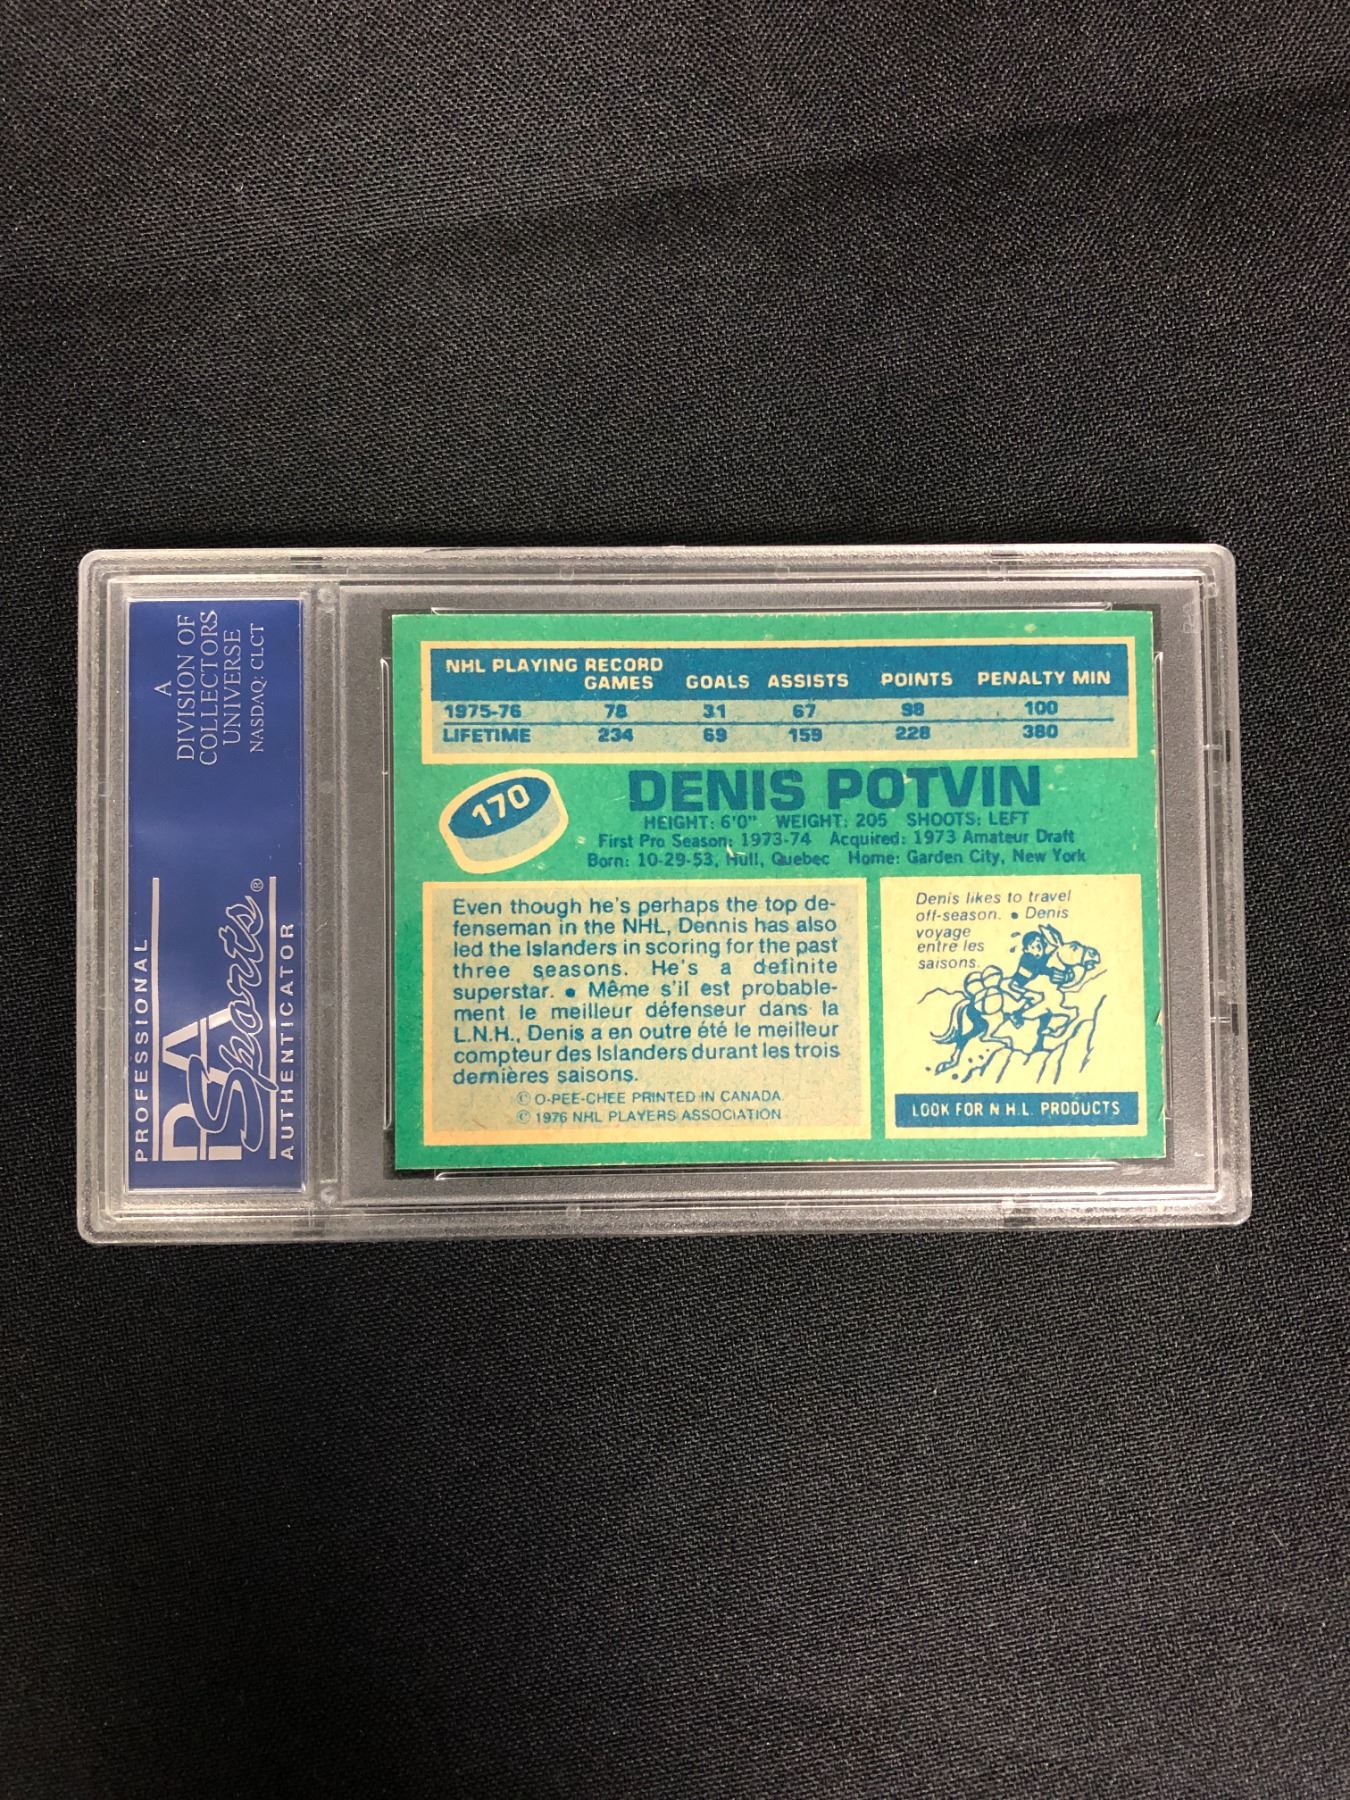 A
DIVISION OF
COLLECTORS
UNIVERSE
NASDAQ: CLCT
PROFESSIONAL
PSA
Sports®
AUTHENTICATOR
NHL PLAYING RECORD
GAMES GOALS ASSISTS POINTS PENALTY MIN
1975-76 78 31 67 98 100
LIFETIME 234 69 159 228 380
170
DENIS POTVIN
HEIGHT: 6'0" WEIGHT: 205 SHOOTS: LEFT
First Pro Season: 1973-74 Acquired: 1973 Amateur Draft
Born: 10-29-53, Hull, Quebec Home: Garden City, New York
Even though he's perhaps the top de-
fenseman in the NHL, Dennis has also
led the Islanders in scoring for the past
three seasons. He's a definite
superstar. ● Même s'il est probable-
ment le meilleur défenseur dans la
L.N.H., Denis a en outre été le meilleur
compteur des Islanders durant les trois
dernières saisons.
© O-PEE-CHEE PRINTED IN CANADA.
© 1976 NHL PLAYERS ASSOCIATION
Denis likes to travel
off-season. ● Denis
voyage
entre les
saisons.
LOOK FOR N.H.L. PRODUCTS